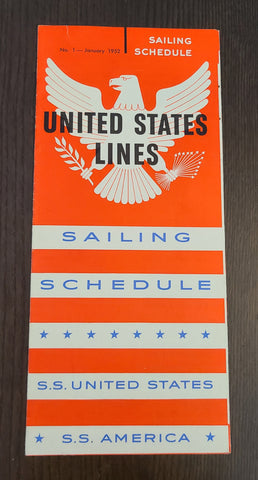 No. 1—January 1952
SAILING
SCHEDULE
UNITED STATES
LINES
SAILING
SCHEDULE
S.S. UNITED STATES
S.S. AMERICA